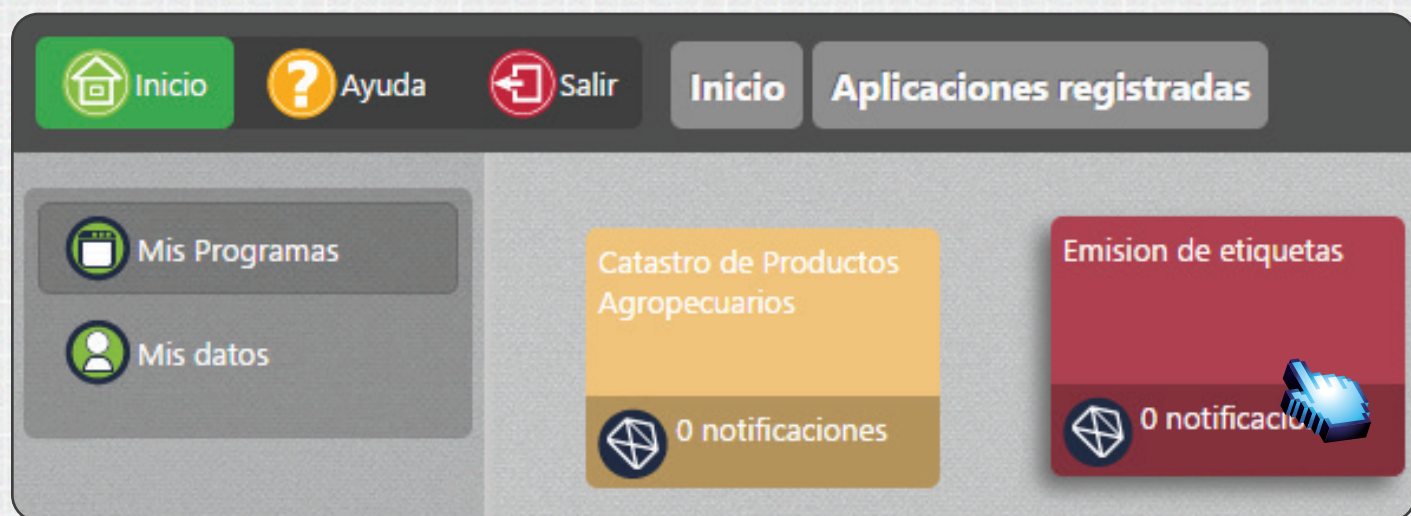 Inicio
Ayuda
Salir
Inicio
Aplicaciones registradas
Mis Programas
Mis datos
Catastro de Productos
Agropecuarios
0 notificaciones
Emision de etiquetas
0